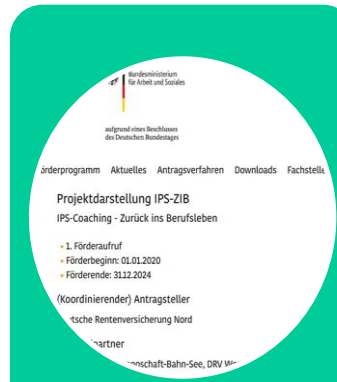 Bundesministerium
für Arbeit und Soziales
aufgrund eines Beschlusses
des Deutschen Bundestages
Aktuelles Antragsverfahren Downloads
Projektdarstellung IPS-ZIB
IPS-Coaching - Zurück ins Berufsleben
1. Förderaufruf
Förderbeginn: 01.01.2020
Förderende: 31.12.2024
(Koordinierender) Antragsteller
Rentenversicherung Nord
DRV